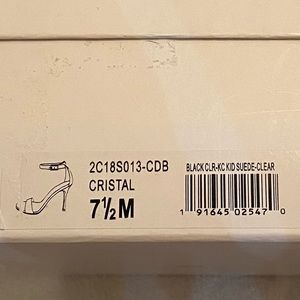 2C18S013-CDB
CRISTAL
7½M
BLACK CLR-KC KID SUEDE-CLEAR
1 91645 02547 0